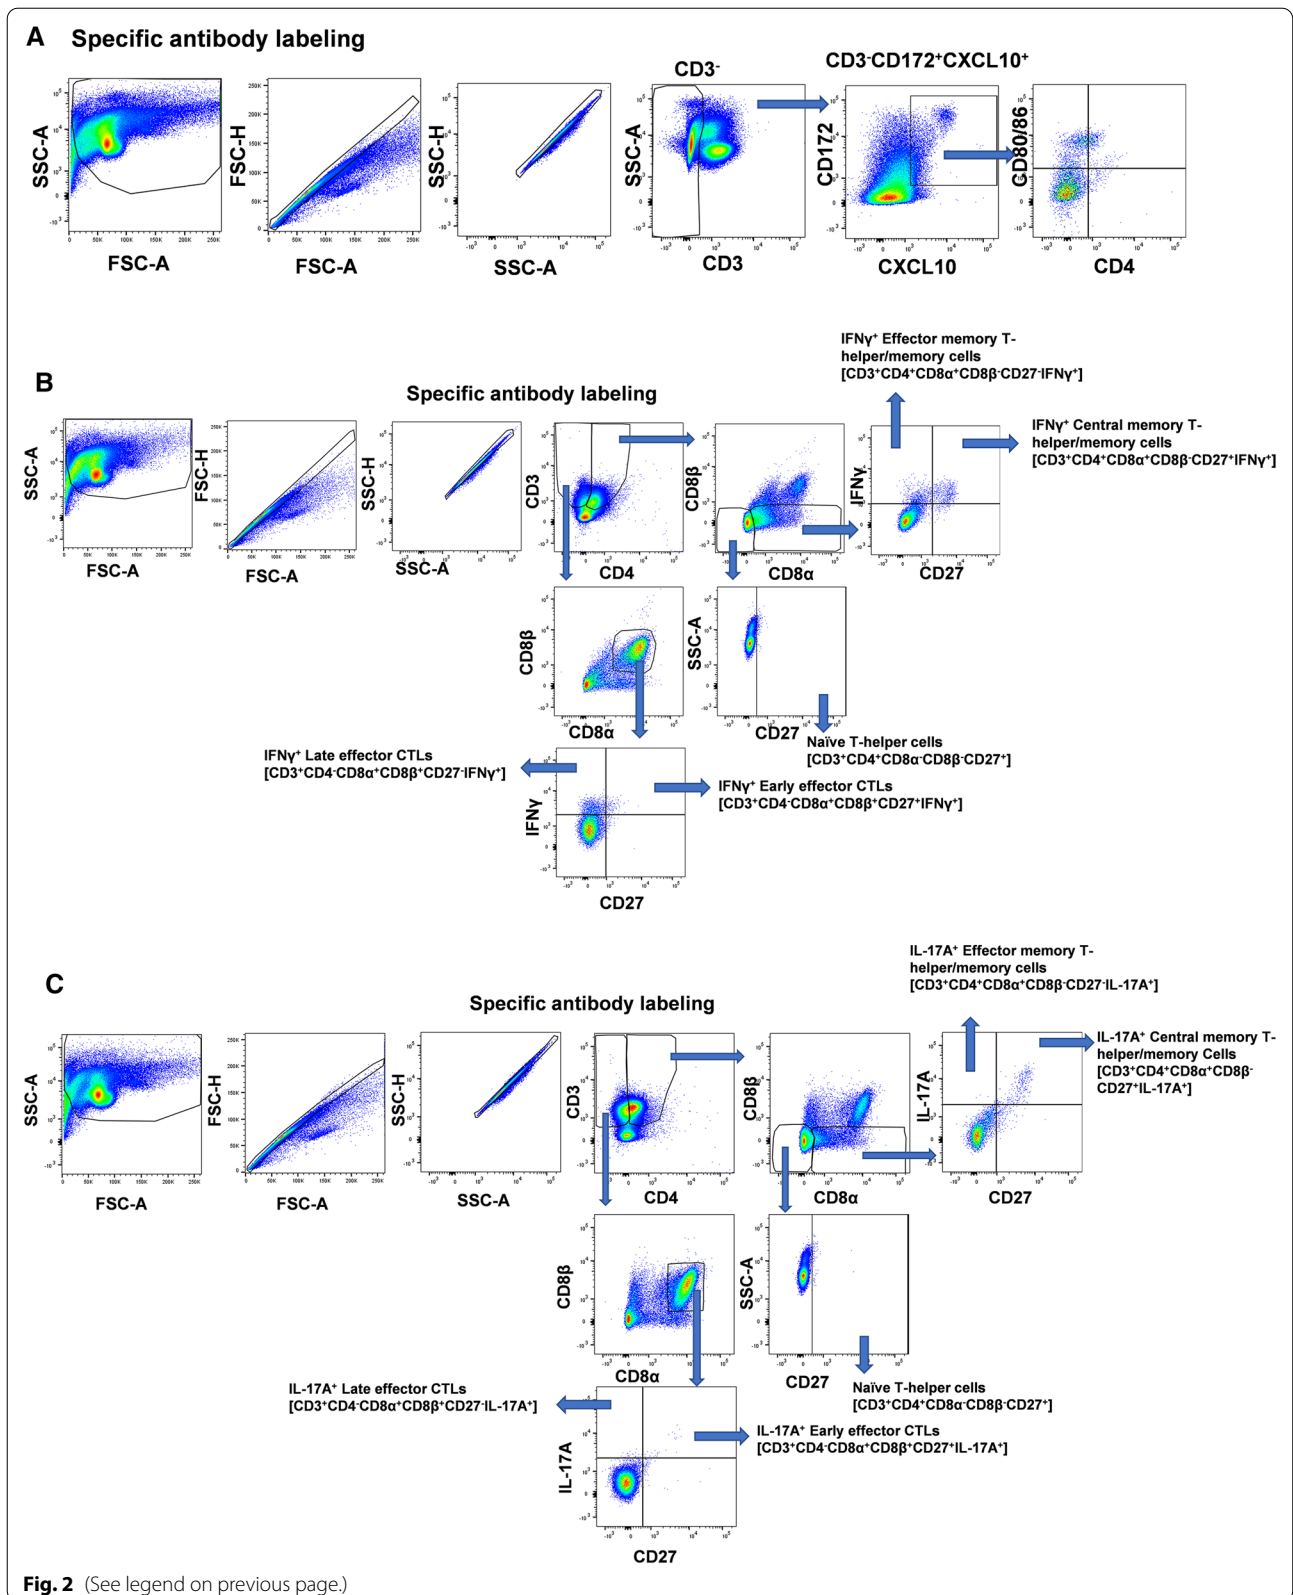 A Specific antibody labeling
CD3⁻
CD3⁻CD172⁺CXCL10⁺
SSC-A
FSC-A
FSC-H
FSC-A
SSC-H
SSC-A
SSC-A
CD3
CD172
CXCL10
CD80/86
CD4
B
Specific antibody labeling
IFNγ⁺ Effector memory T-
helper/memory cells
[CD3⁺CD4⁺CD8α⁺CD8β⁻CD27⁻IFNγ⁺]
IFNγ⁺ Central memory T-
helper/memory cells
[CD3⁺CD4⁺CD8α⁺CD8β⁻CD27⁺IFNγ⁺]
SSC-A
FSC-A
FSC-H
FSC-A
SSC-H
SSC-A
CD3
CD4
CD8β
CD8α
IFNγ
CD27
CD8β
CD8α
SSC-A
CD27
Naïve T-helper cells
[CD3⁺CD4⁺CD8α⁻CD8β⁻CD27⁺]
IFNγ⁺ Late effector CTLs
[CD3⁺CD4⁻CD8α⁺CD8β⁺CD27⁻IFNγ⁺]
IFNγ⁺ Early effector CTLs
[CD3⁺CD4⁻CD8α⁺CD8β⁺CD27⁺IFNγ⁺]
IFNγ
CD27
C
Specific antibody labeling
IL-17A⁺ Effector memory T-
helper/memory cells
[CD3⁺CD4⁺CD8α⁺CD8β⁻CD27⁻IL-17A⁺]
IL-17A⁺ Central memory T-
helper/memory Cells
[CD3⁺CD4⁺CD8α⁺CD8β⁻
CD27⁺IL-17A⁺]
SSC-A
FSC-A
FSC-H
FSC-A
SSC-H
SSC-A
CD3
CD4
CD8β
CD8α
IL-17A
CD27
CD8β
CD8α
SSC-A
CD27
Naïve T-helper cells
[CD3⁺CD4⁺CD8α⁻CD8β⁻CD27⁺]
IL-17A⁺ Late effector CTLs
[CD3⁺CD4⁻CD8α⁺CD8β⁺CD27⁻IL-17A⁺]
IL-17A⁺ Early effector CTLs
[CD3⁺CD4⁻CD8α⁺CD8β⁺CD27⁺IL-17A⁺]
IL-17A
CD27
Fig. 2 (See legend on previous page.)